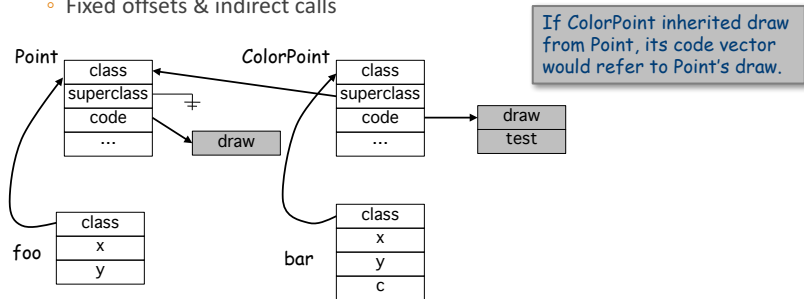 ◦ Fixed offsets & indirect calls
If ColorPoint inherited draw
from Point, its code vector
would refer to Point's draw.
Point
class
superclass
code
...
draw
ColorPoint
class
superclass
code
...
draw
test
foo
class
x
y
bar
class
x
y
c